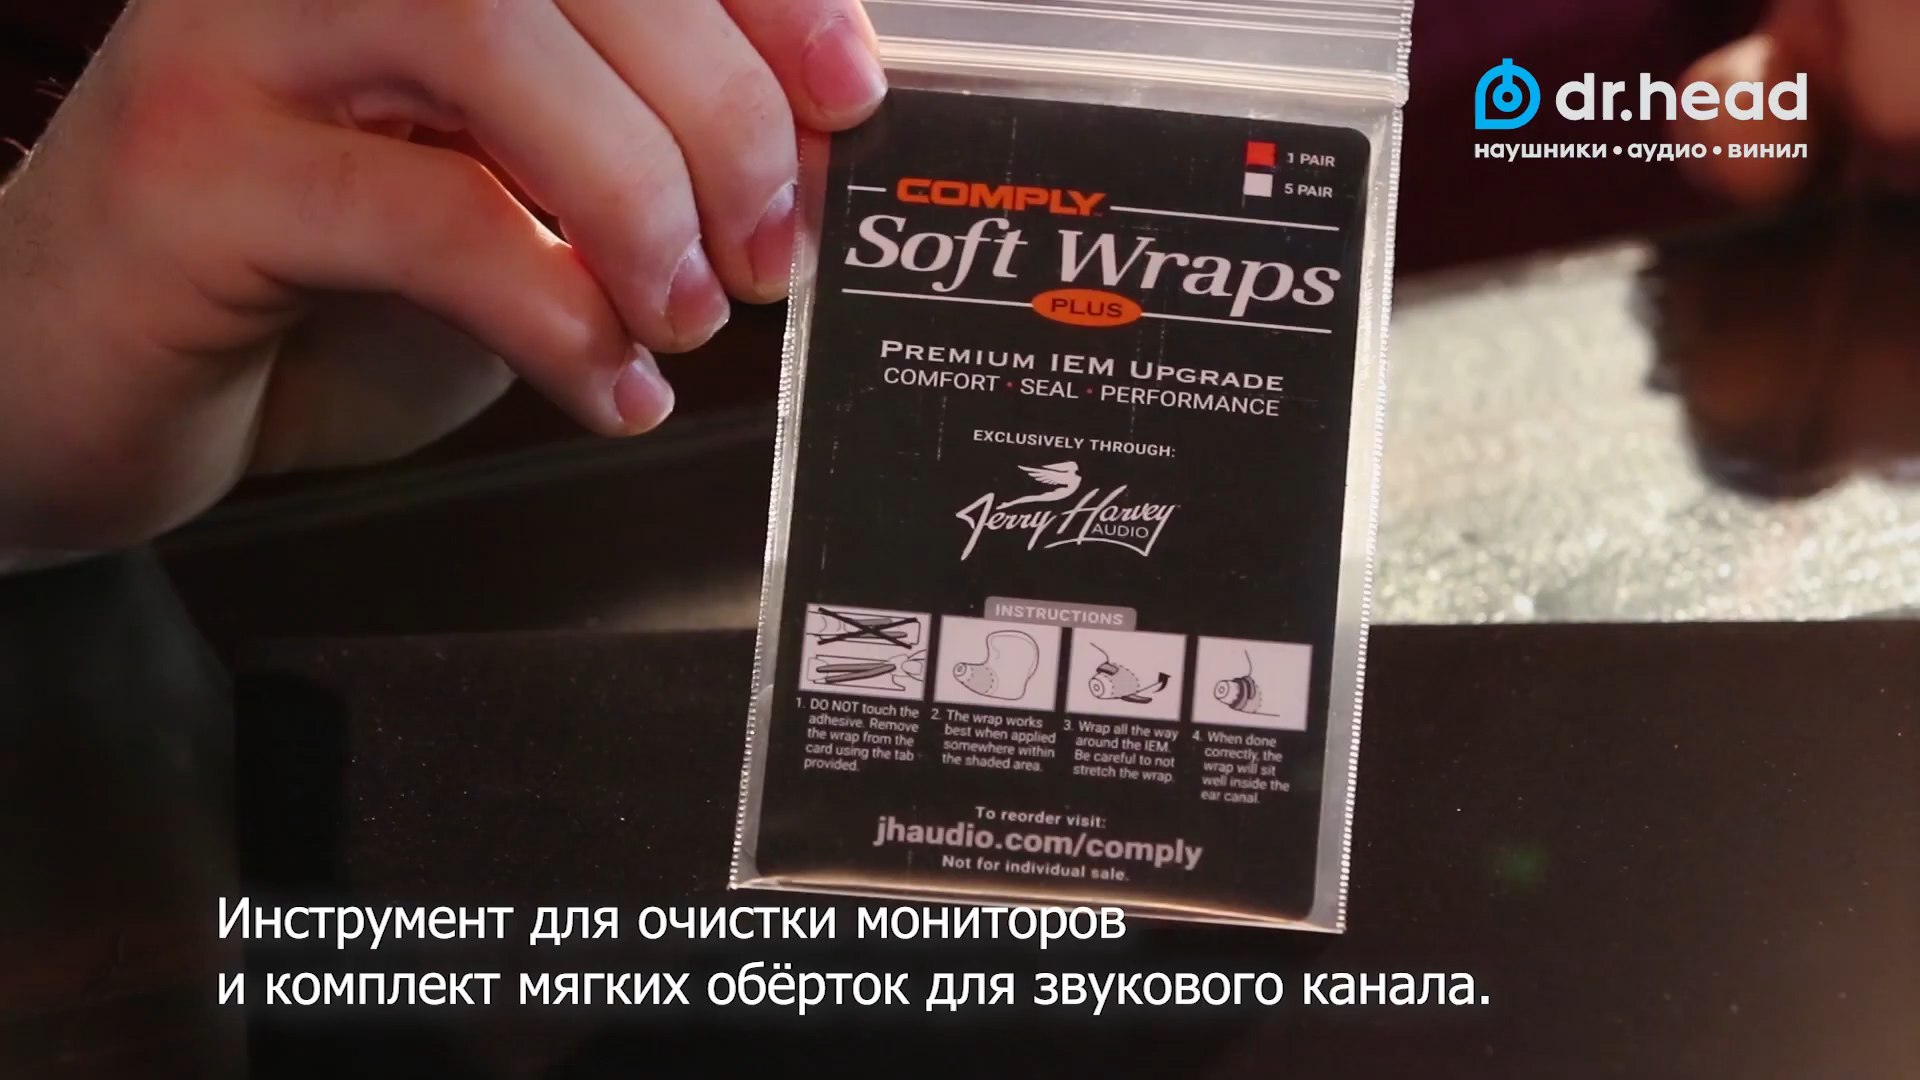 dr.head
наушники • аудио • винил
1 PAIR
5 PAIR
COMPLY™
Soft Wraps
PLUS
PREMIUM IEM UPGRADE
COMFORT • SEAL • PERFORMANCE
EXCLUSIVELY THROUGH:
Jerry Harvey
AUDIO
INSTRUCTIONS
1. DO NOT touch the
adhesive. Remove
the wrap from the
card using the tab
provided.
2. The wrap works
best when applied
somewhere within
the shaded area.
3. Wrap all the way
around the IEM.
Be careful to not
stretch the wrap.
4. When done
correctly, the
wrap will sit
well inside the
ear canal.
To reorder visit:
jhaudio.com/comply
Not for individual sale.
Инструмент для очистки мониторов
и комплект мягких обёрток для звукового канала.